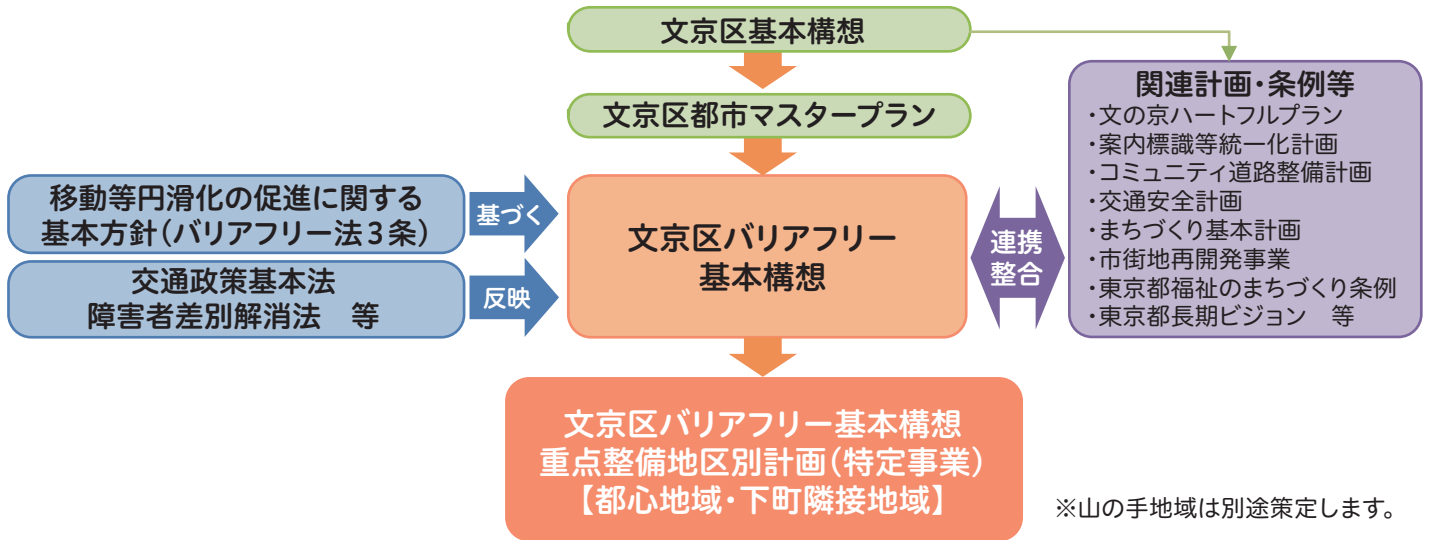 文京区基本構想
文京区都市マスタープラン
移動等円滑化の促進に関する
基本方針(バリアフリー法3条)
基づく
交通政策基本法
障害者差別解消法　等
反映
文京区バリアフリー
基本構想
連携
整合
関連計画・条例等
・文の京ハートフルプラン
・案内標識等統一化計画
・コミュニティ道路整備計画
・交通安全計画
・まちづくり基本計画
・市街地再開発事業
・東京都福祉のまちづくり条例
・東京都長期ビジョン　等
文京区バリアフリー基本構想
重点整備地区別計画(特定事業)
【都心地域・下町隣接地域】
※山の手地域は別途策定します。